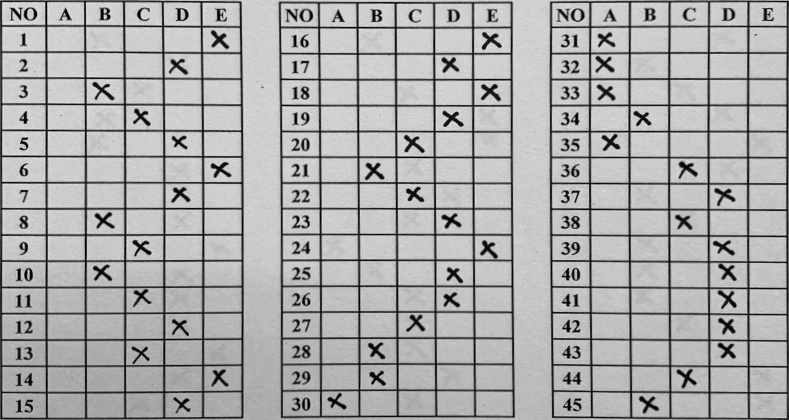 NO A B C D E
1 X
2 X
3 X
4 X
5 X
6 X
7 X
8 X
9 X
10 X
11 X
12 X
13 X
14 X
15 X
NO A B C D E
16 X
17 X
18 X
19 X
20 X
21 X
22 X
23 X
24 X
25 X
26 X
27 X
28 X
29 X
30 X
NO A B C D E
31 X
32 X
33 X
34 X
35 X
36 X
37 X
38 X
39 X
40 X
41 X
42 X
43 X
44 X
45 X